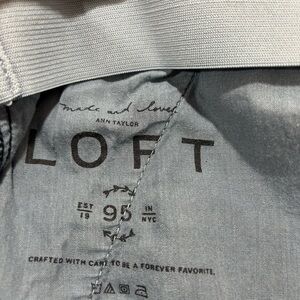 made and loved
ANN TAYLOR
LOFT
EST 19 95 IN NYC
CRAFTED WITH CARE TO BE A FOREVER FAVORITE.